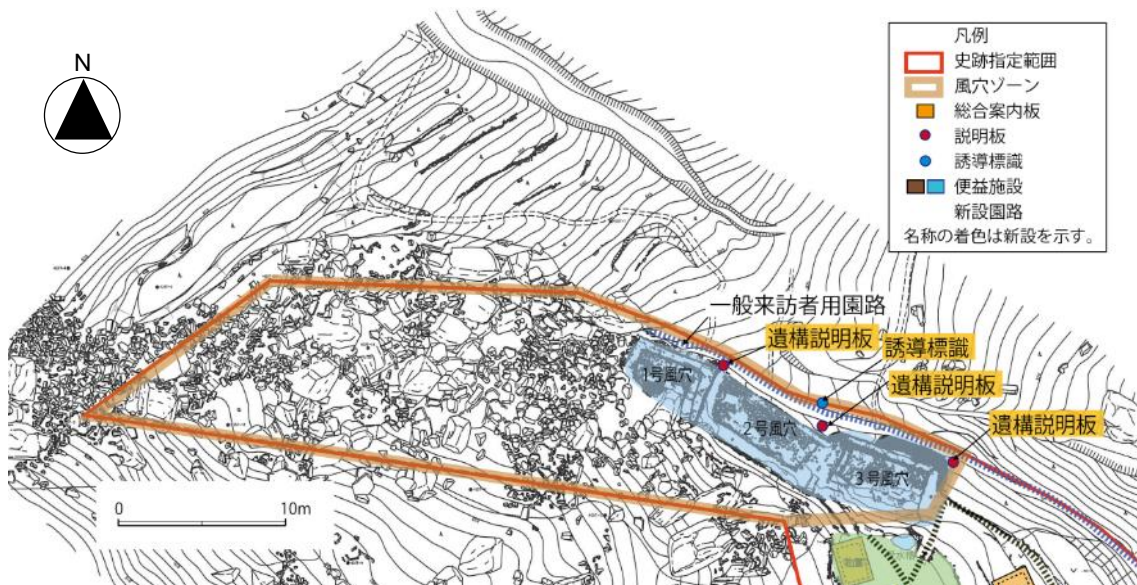 N
凡例
史跡指定範囲
風穴ゾーン
総合案内板
説明板
誘導標識
便益施設
新設園路
名称の着色は新設を示す。
一般来訪者用園路
遺構説明板
誘導標識
遺構説明板
遺構説明板
1号風穴
2号風穴
3号風穴
0
10m